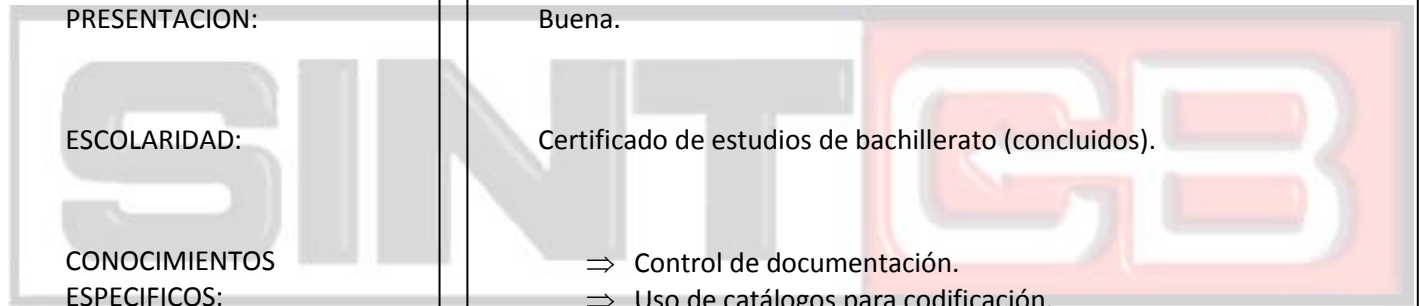 PRESENTACION: Buena.
SINTCB
ESCOLARIDAD: Certificado de estudios de bachillerato (concluidos).
CONOCIMIENTOS ⇒ Control de documentación.
ESPECIFICOS: ⇒ Uso de catálogos para codificación.